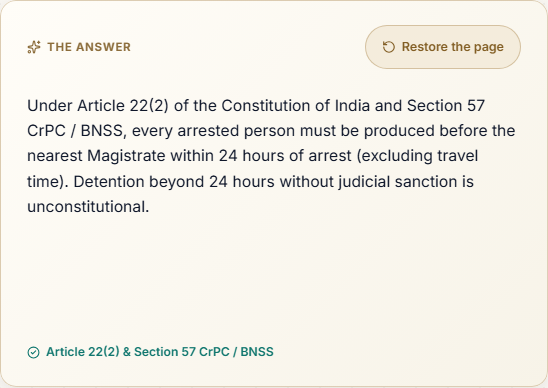 THE ANSWER
Restore the page
Under Article 22(2) of the Constitution of India and Section 57
CrPC / BNSS, every arrested person must be produced before the
nearest Magistrate within 24 hours of arrest (excluding travel
time). Detention beyond 24 hours without judicial sanction is
unconstitutional.
Article 22(2) & Section 57 CrPC / BNSS